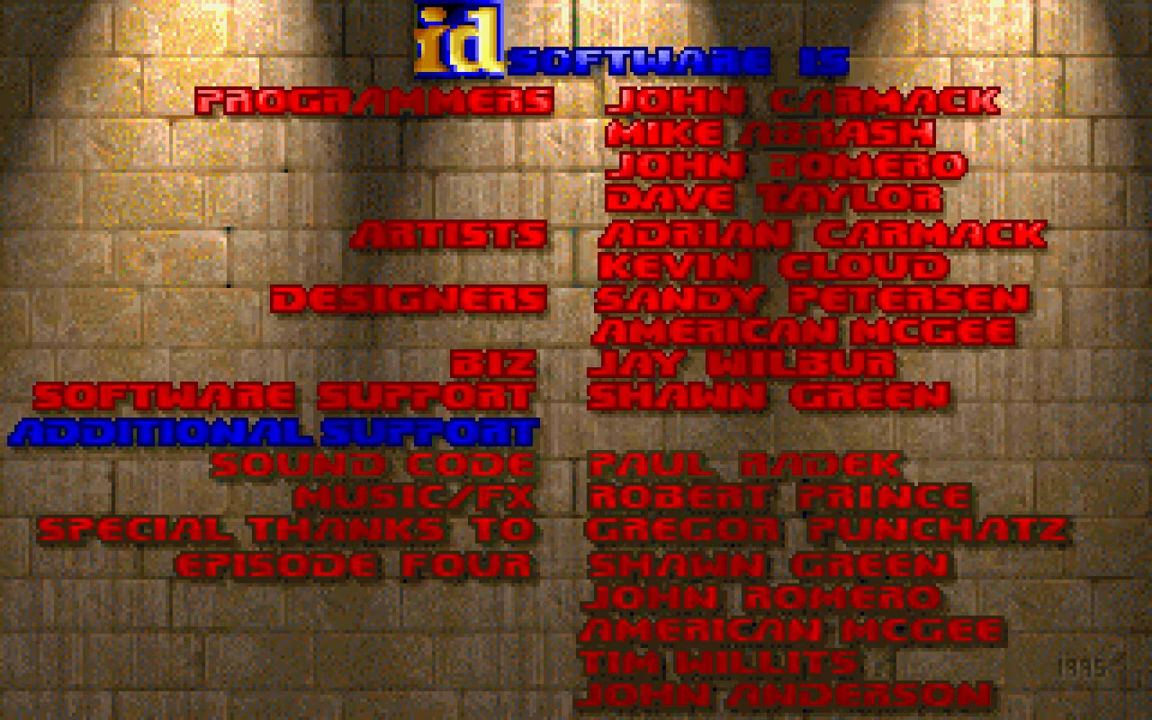 id SOFTWARE IS
PROGRAMMERS JOHN CARMACK
MIKE ABRASH
JOHN ROMERO
DAVE TAYLOR
ARTISTS ADRIAN CARMACK
KEVIN CLOUD
DESIGNERS SANDY PETERSEN
AMERICAN MCGEE
BIZ JAY WILBUR
SOFTWARE SUPPORT SHAWN GREEN
ADDITIONAL SUPPORT
SOUND CODE PAUL RADEK
MUSIC/FX ROBERT PRINCE
SPECIAL THANKS TO GREGOR PUNCHATZ
EPISODE FOUR SHAWN GREEN
JOHN ROMERO
AMERICAN MCGEE
TIM WILLITS
JOHN ANDERSON
1995